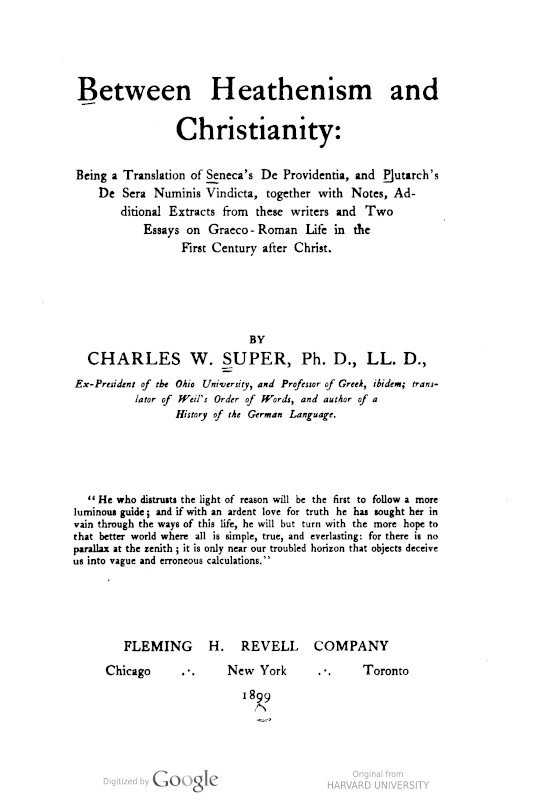 Between Heathenism and
Christianity:
Being a Translation of Seneca's De Providentia, and Plutarch's
De Sera Numinis Vindicta, together with Notes, Ad-
ditional Extracts from these writers and Two
Essays on Graeco-Roman Life in the
First Century after Christ.
BY
CHARLES W. SUPER, Ph. D., LL. D.,
Ex-President of the Ohio University, and Professor of Greek, ibidem; trans-
lator of Weil's Order of Words, and author of a
History of the German Language.
"He who distrusts the light of reason will be the first to follow a more
luminous guide; and if with an ardent love for truth he has sought her in
vain through the ways of this life, he will but turn with the more hope to
that better world where all is simple, true, and everlasting: for there is no
parallax at the zenith; it is only near our troubled horizon that objects deceive
us into vague and erroneous calculations."
FLEMING H. REVELL COMPANY
Chicago .·. New York .·. Toronto
1899
Digitized by Google
Original from
HARVARD UNIVERSITY